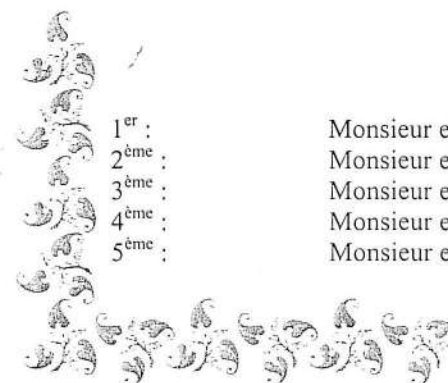 1er : Monsieur e
2ème : Monsieur e
3ème : Monsieur e
4ème : Monsieur e
5ème : Monsieur e